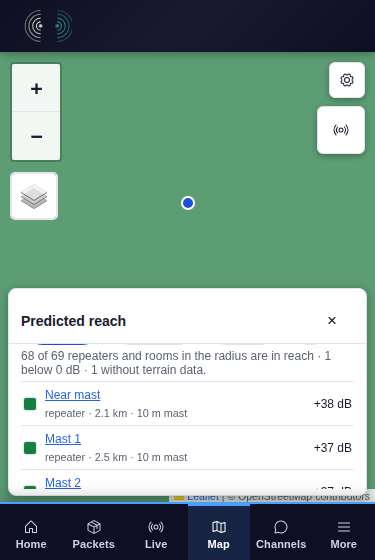 +
−
Predicted reach
×
68 of 69 repeaters and rooms in the radius are in reach · 1
below 0 dB · 1 without terrain data.
Near mast
repeater · 2.1 km · 10 m mast
+38 dB
Mast 1
repeater · 2.5 km · 10 m mast
+37 dB
Mast 2
+37 dB
Leaflet | © OpenStreetMap contributors
Home
Packets
Live
Map
Channels
More